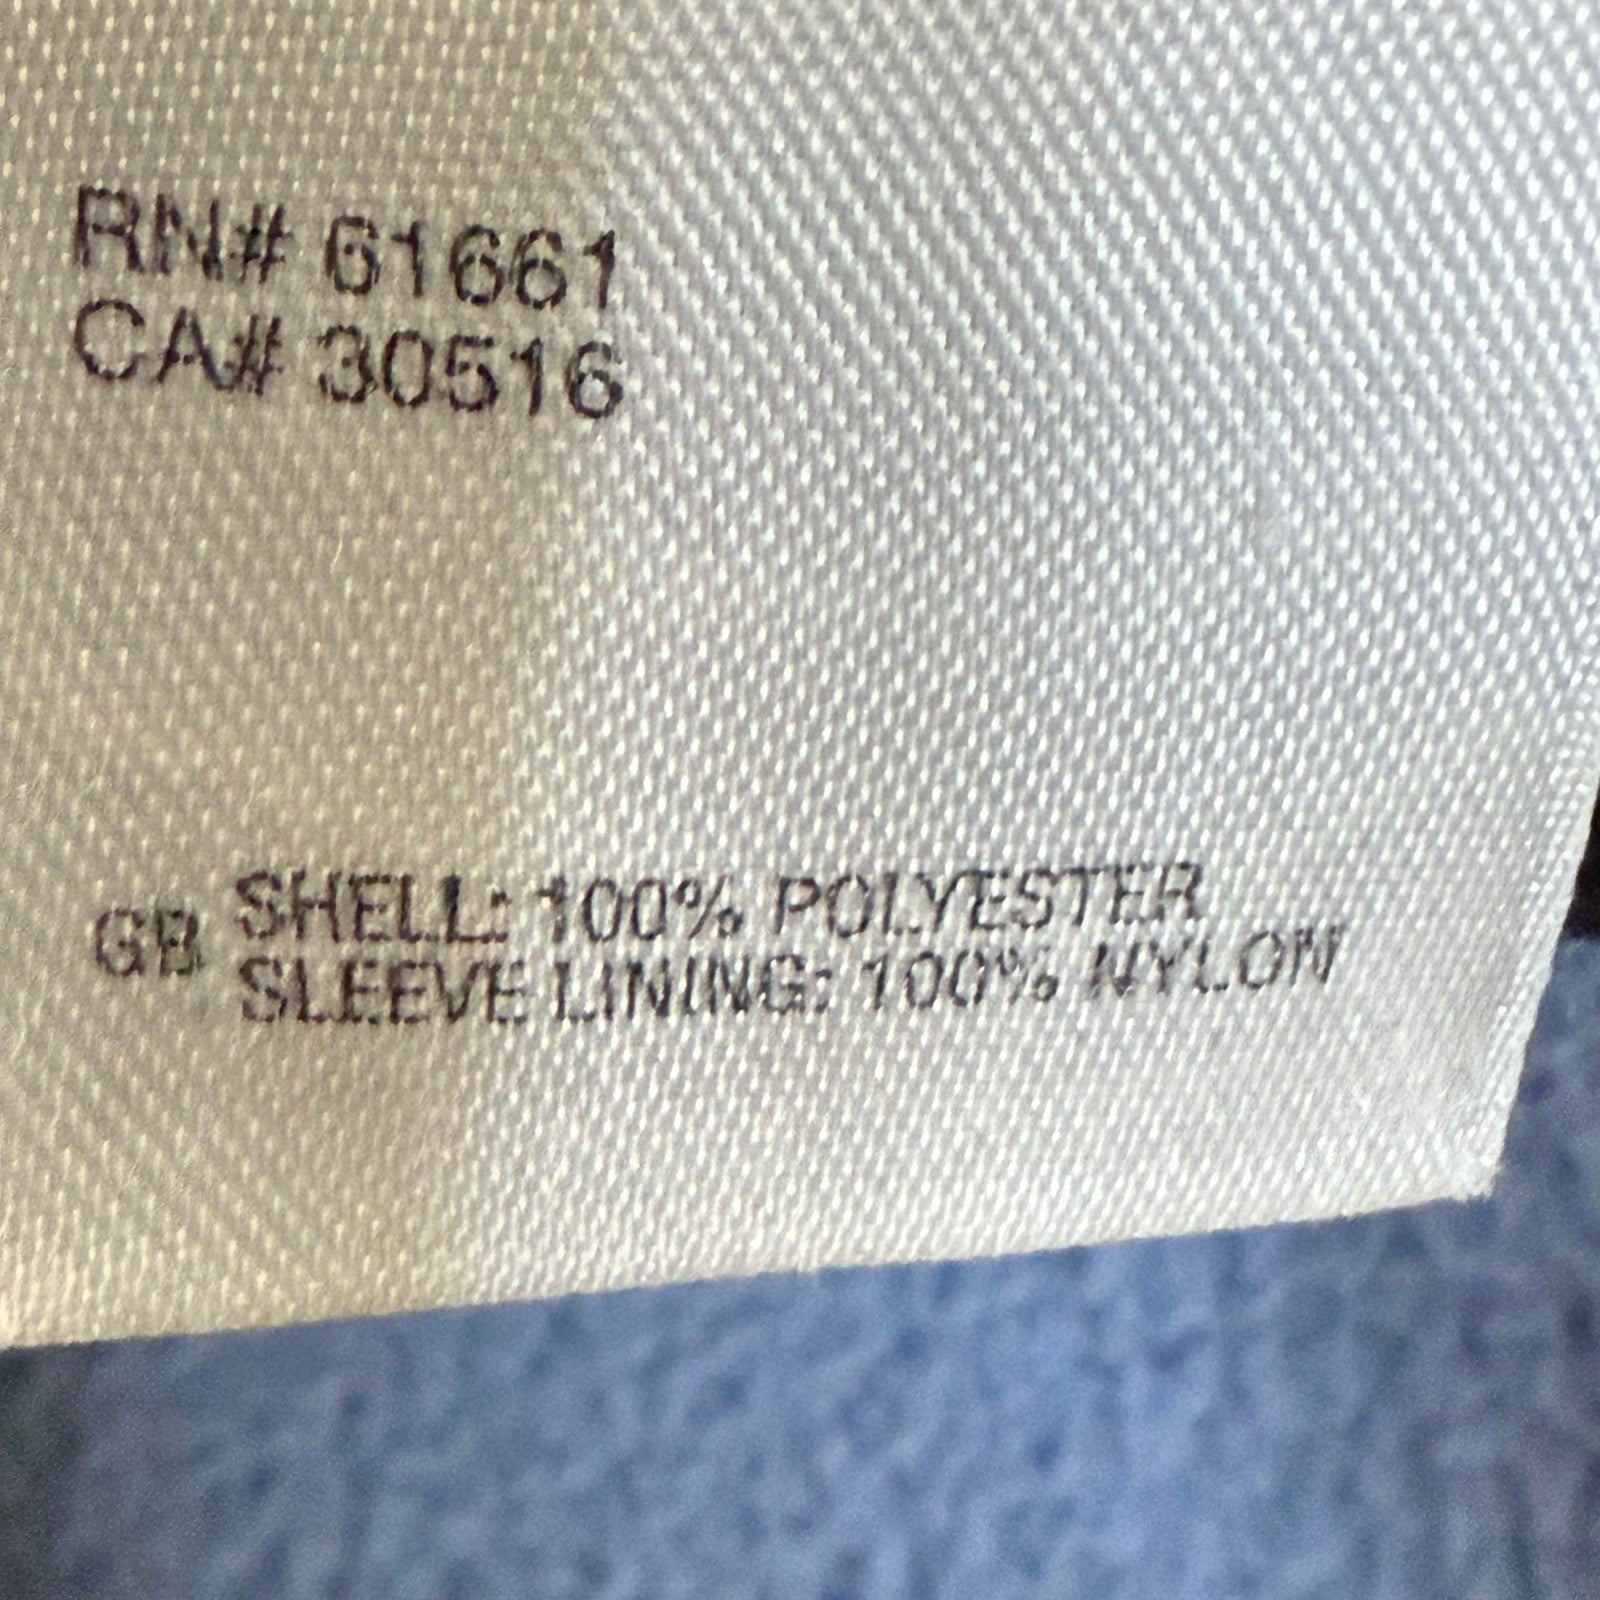 RN# 61661
CA# 30516
GB SHELL: 100% POLYESTER
SLEEVE LINING: 100% NYLON